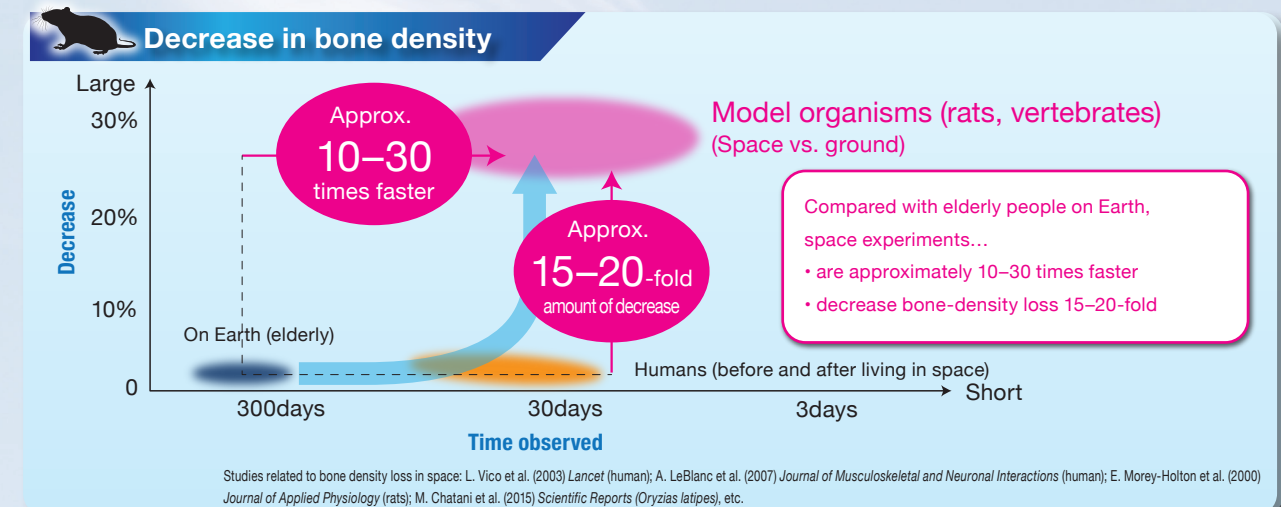 Decrease in bone density
Large
30%
20%
10%
0
Decrease
Approx.
10–30
times faster
Model organisms (rats, vertebrates)
(Space vs. ground)
Approx.
15–20-fold
amount of decrease
Compared with elderly people on Earth,
space experiments…
• are approximately 10–30 times faster
• decrease bone-density loss 15–20-fold
On Earth (elderly)
Humans (before and after living in space)
Short
300days
30days
3days
Time observed
Studies related to bone density loss in space: L. Vico et al. (2003) Lancet (human); A. LeBlanc et al. (2007) Journal of Musculoskeletal and Neuronal Interactions (human); E. Morey-Holton et al. (2000)
Journal of Applied Physiology (rats); M. Chatani et al. (2015) Scientific Reports (Oryzias latipes), etc.